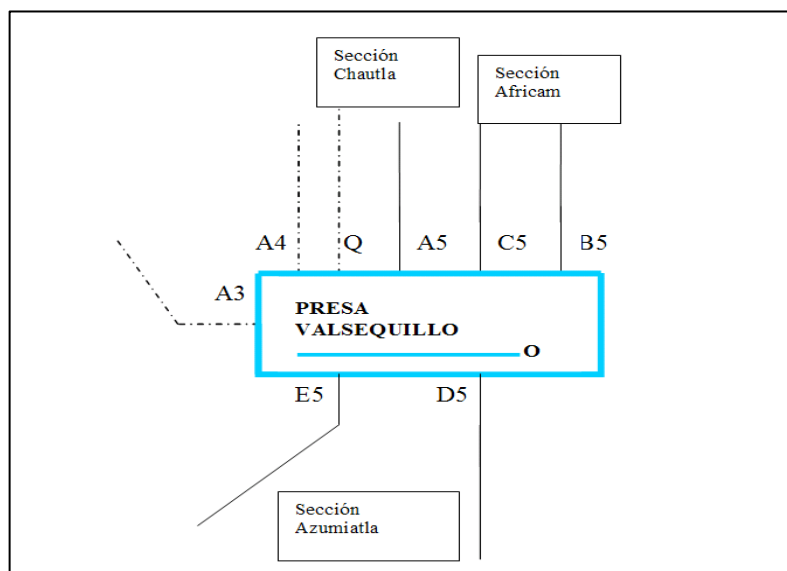 Sección
Chautla
Sección
Africam
A4 Q A5 C5 B5
A3
PRESA
VALSEQUILLO
O
E5 D5
Sección
Azumiatla